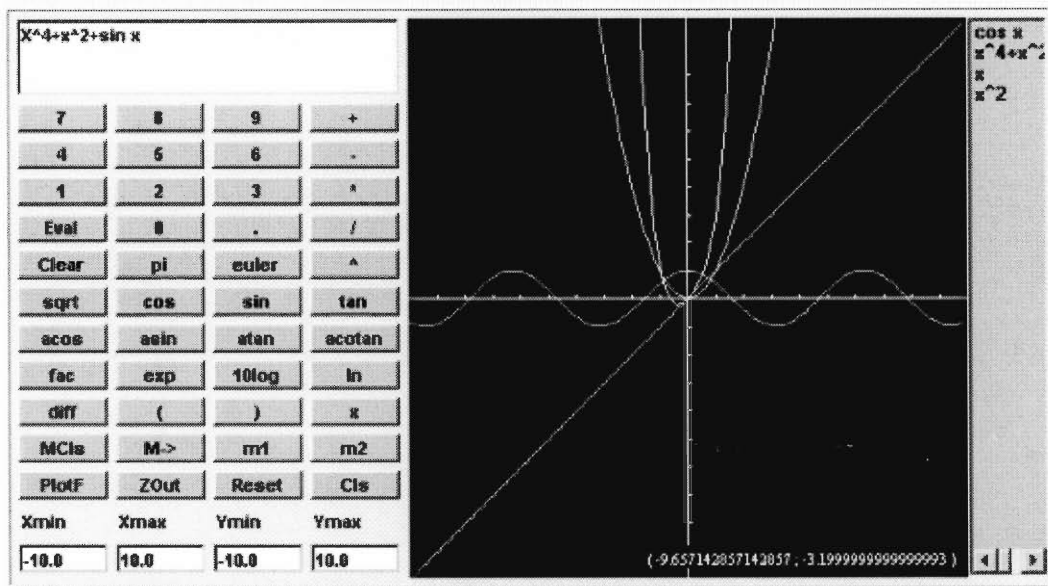 X^4+x^2+sin x
7 8 9 +
4 5 6 -
1 2 3 *
Eval 0 . /
Clear pi euler ^
sqrt cos sin tan
acos asin atan acotan
fac exp 10log ln
diff ( ) x
MCls M-> m1 m2
PlotF ZOut Reset Cls
Xmin Xmax Ymin Ymax
-10.0 10.0 -10.0 10.0
(-9.657142857142857 ; -3.1999999999999993 )
cos x
x^4+x^2
x
x^2